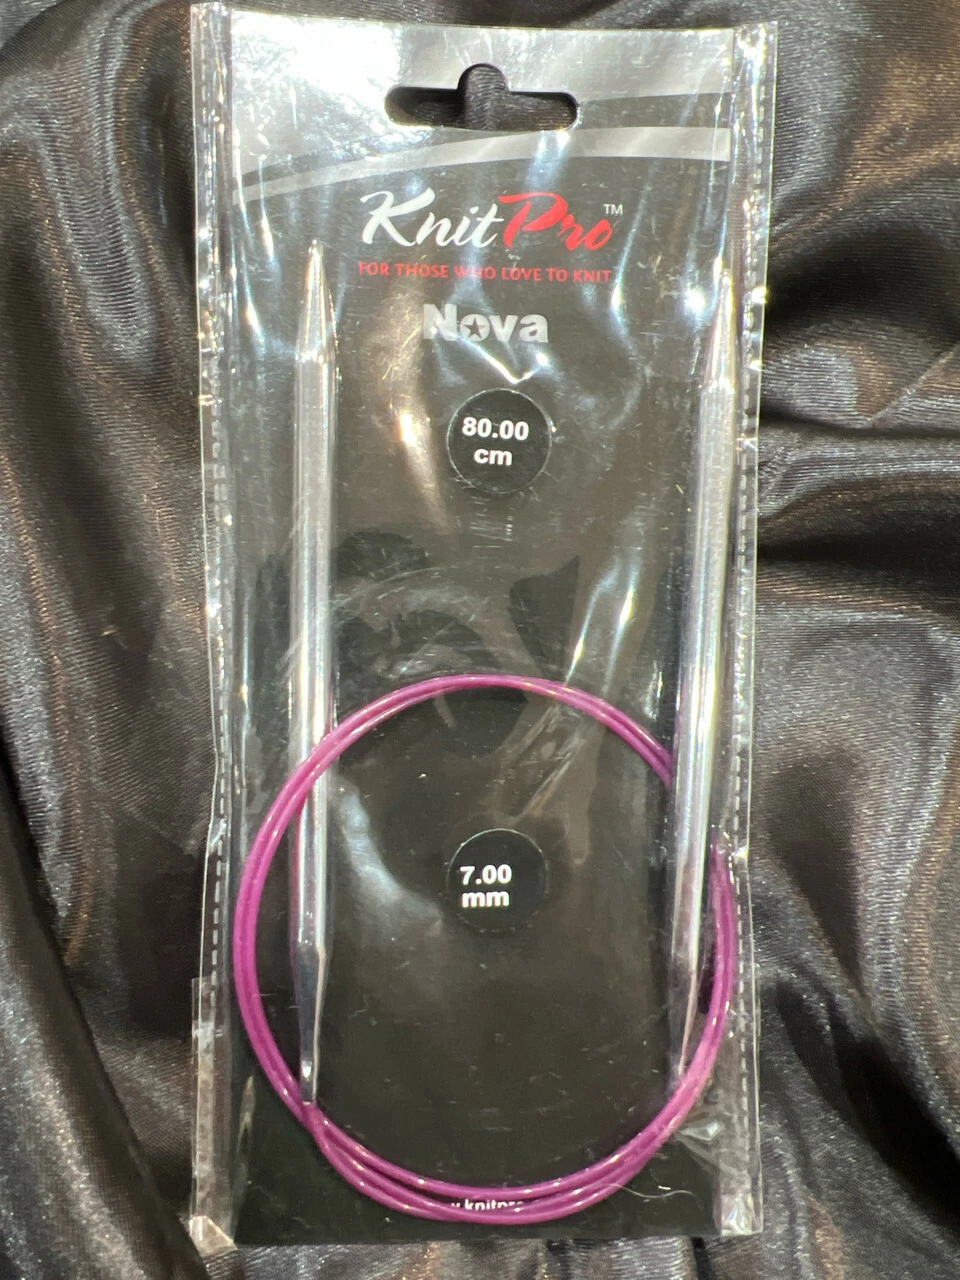 KnitPro™
FOR THOSE WHO LOVE TO KNIT
Nova
80.00
cm
7.00
mm